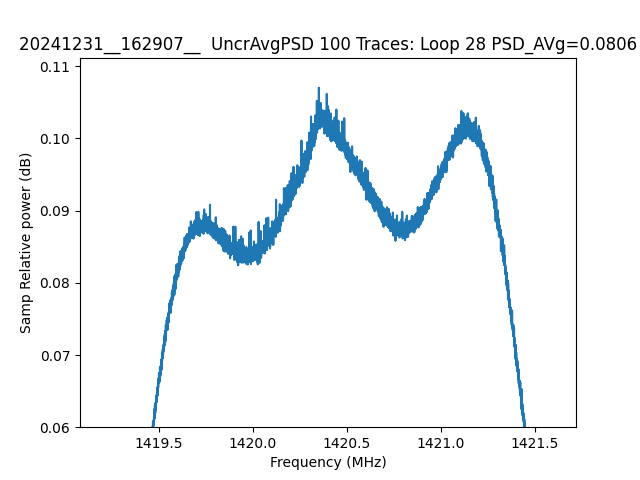 20241231__162907__ UncrAvgPSD 100 Traces: Loop 28 PSD_AVg=0.0806
0.11
0.10
0.09
0.08
0.07
0.06
Samp Relative power (dB)
1419.5 1420.0 1420.5 1421.0 1421.5
Frequency (MHz)